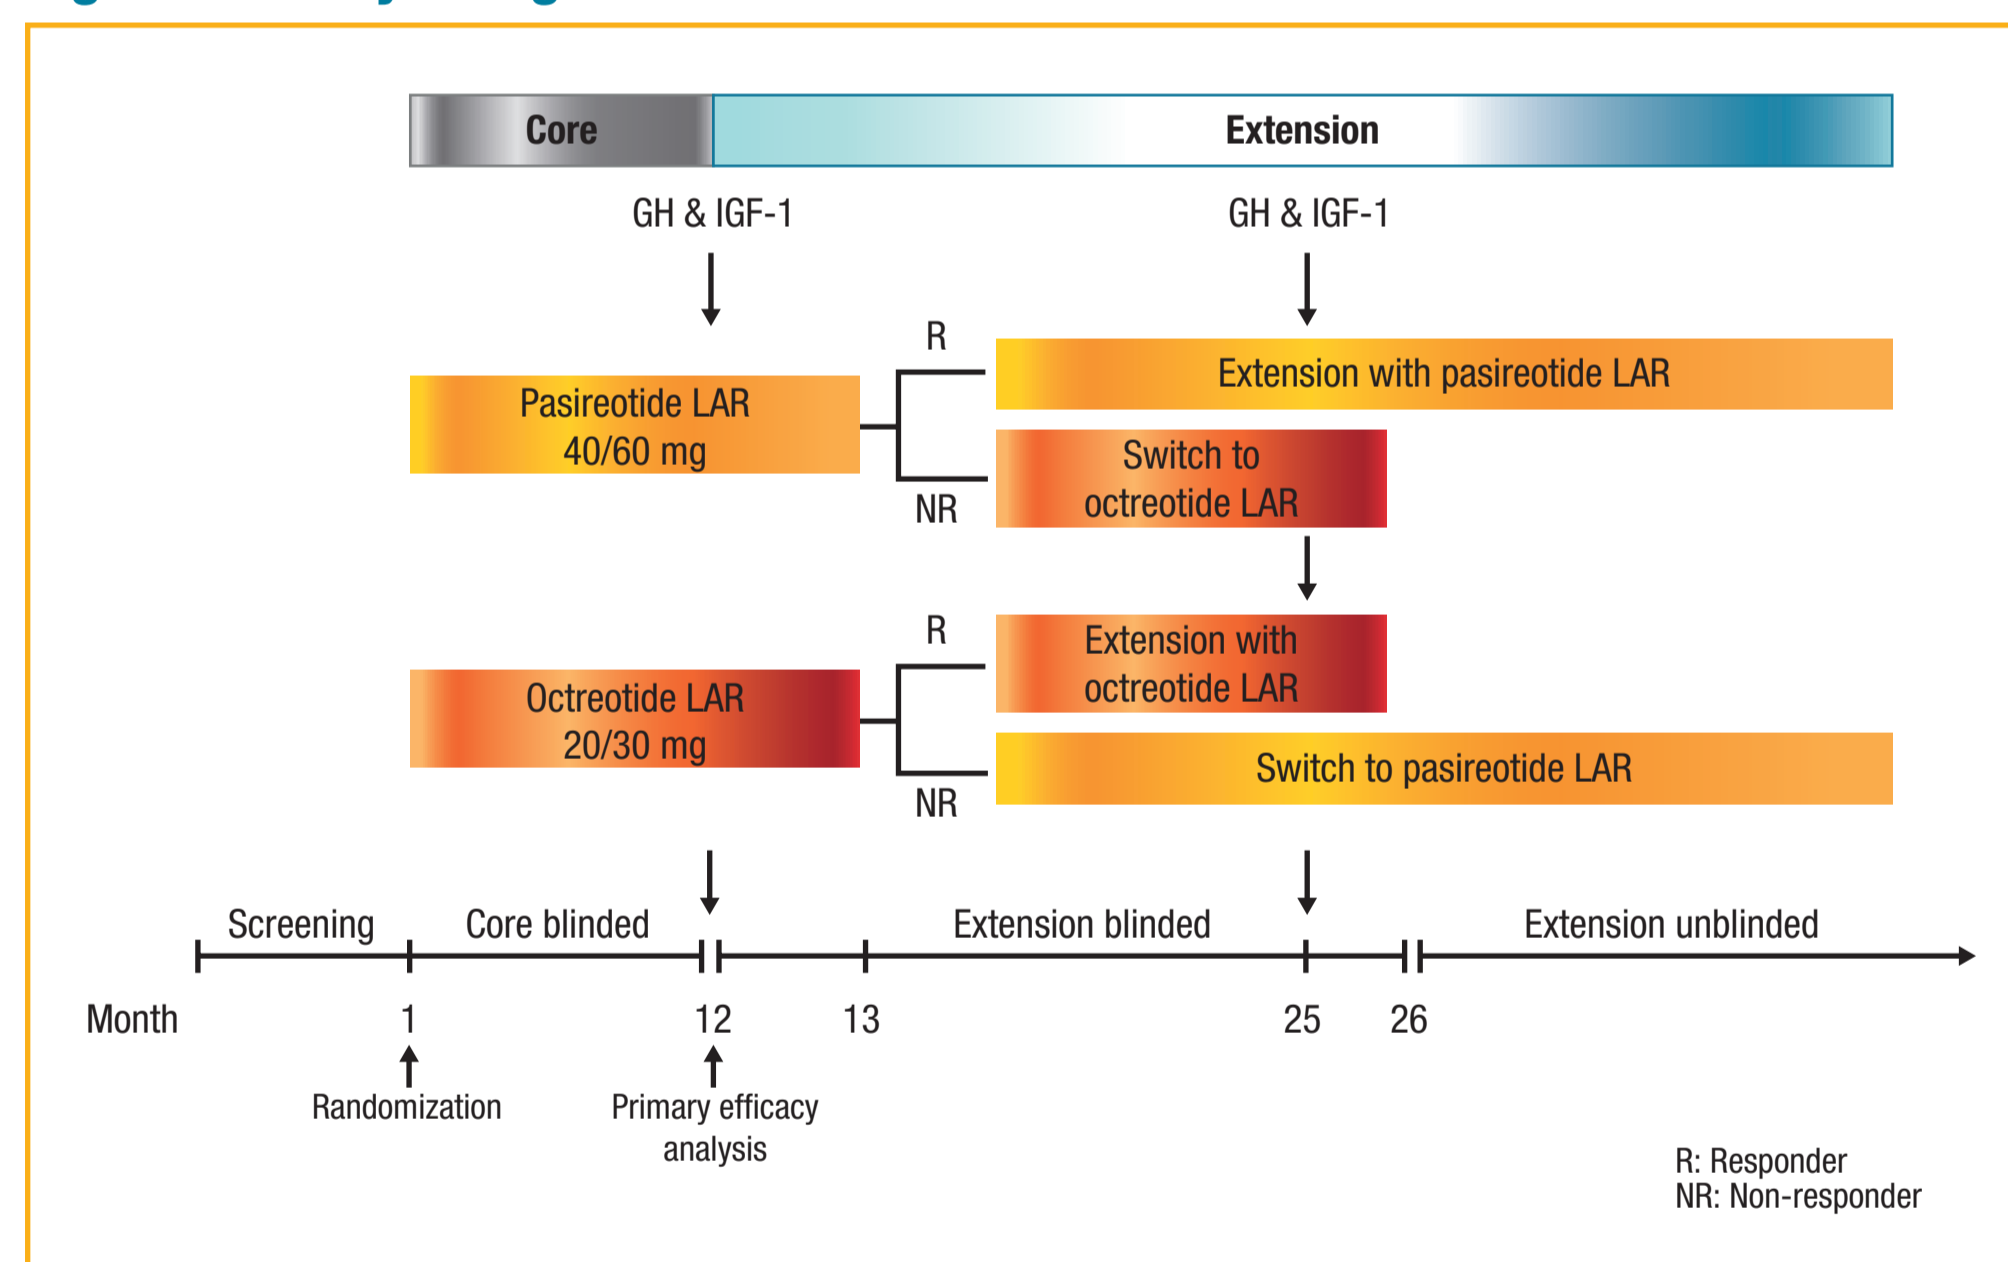 Core
Extension
GH & IGF-1
GH & IGF-1
R
Extension with pasireotide LAR
Pasireotide LAR
40/60 mg
Switch to
octreotide LAR
NR
R
Extension with
octreotide LAR
Octreotide LAR
20/30 mg
Switch to pasireotide LAR
NR
Screening
Core blinded
Extension blinded
Extension unblinded
Month
1
12
13
25
26
Randomization
Primary efficacy
analysis
R: Responder
NR: Non-responder